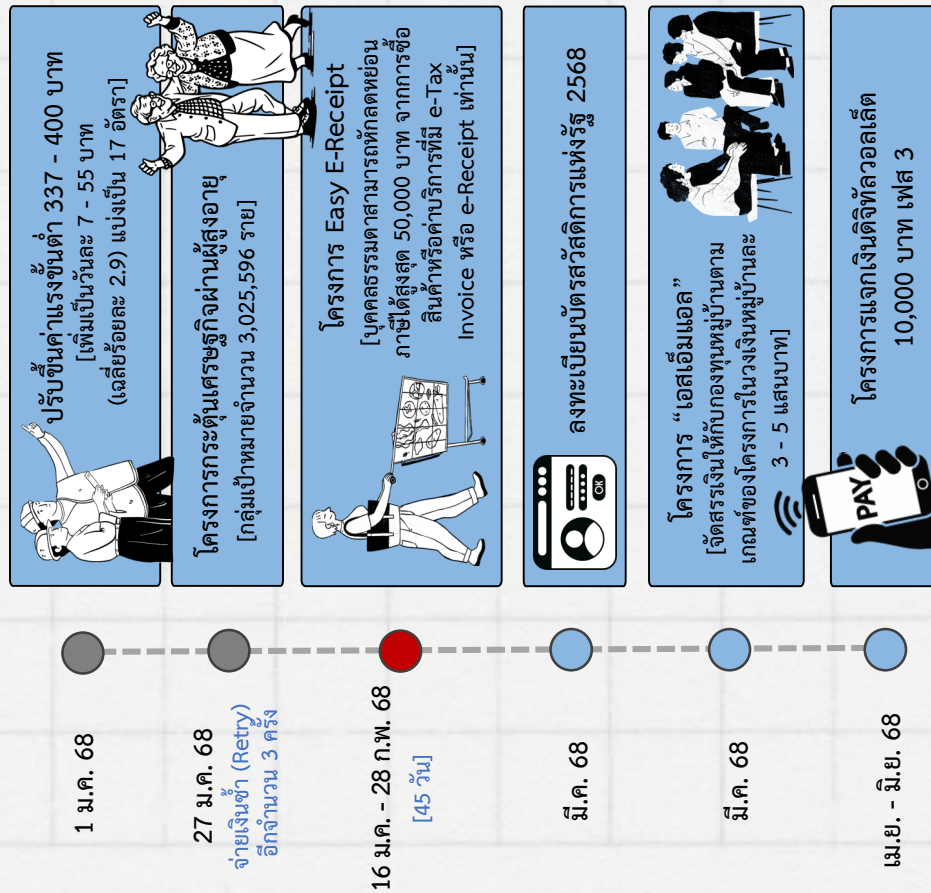 1 ม.ค. 68
ปรับขึ้นค่าแรงขั้นต่ำ 337 - 400 บาท
[เพิ่มเป็นวันละ 7 - 55 บาท
(เฉลี่ยร้อยละ 2.9) แบ่งเป็น 17 อัตรา]
27 ม.ค. 68
จ่ายเงินซ้ำ (Retry)
อีกจำนวน 3 ครั้ง
โครงการกระตุ้นเศรษฐกิจผ่านผู้สูงอายุ
[กลุ่มเป้าหมายจำนวน 3,025,596 ราย]
16 ม.ค. - 28 ก.พ. 68
[45 วัน]
โครงการ Easy E-Receipt
[บุคคลธรรมดาสามารถหักลดหย่อน
ภาษีได้สูงสุด 50,000 บาท จากการซื้อ
สินค้าหรือค่าบริการที่มี e-Tax
Invoice หรือ e-Receipt เท่านั้น]
มี.ค. 68
OK
ลงทะเบียนบัตรสวัสดิการแห่งรัฐ 2568
มี.ค. 68
โครงการ “เอสเอ็มแอล”
[จัดสรรเงินให้กับกองทุนหมู่บ้านตาม
เกณฑ์ของโครงการในวงเงินหมู่บ้านละ
3 - 5 แสนบาท]
เม.ย. - มิ.ย. 68
PAY
โครงการแจกเงินดิจิทัลวอลเล็ต
10,000 บาท เฟส 3